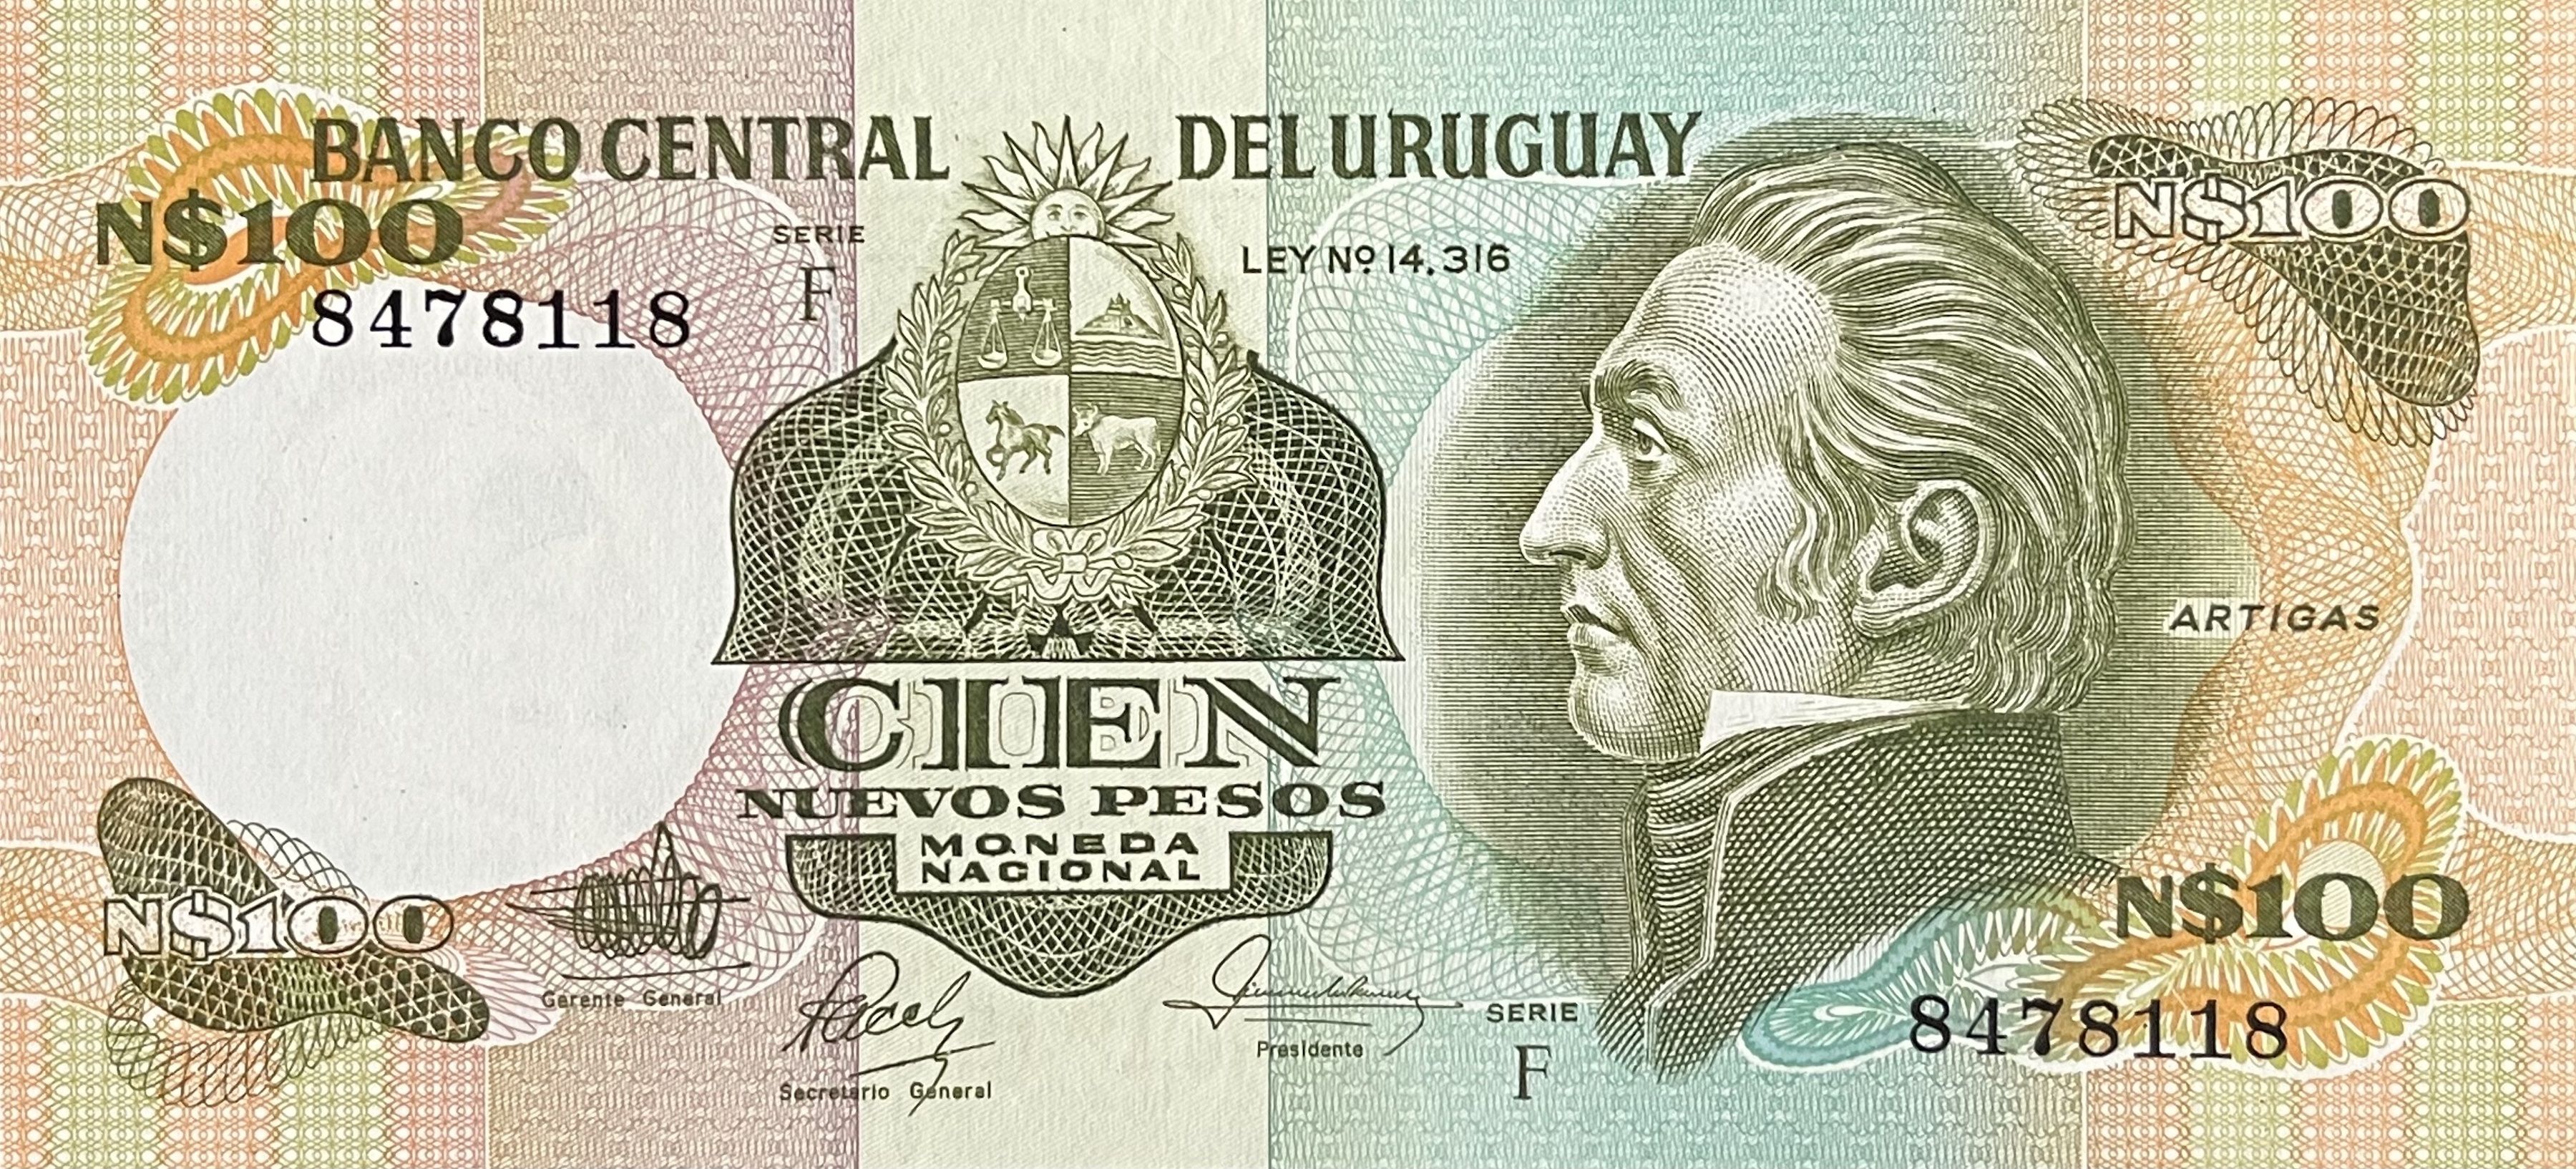 BANCO CENTRAL DEL URUGUAY
N$100
N$100
8478118
SERIE
F
LEY Nº 14.316
ARTIGAS
CIEN
NUEVOS PESOS
MONEDA
NACIONAL
N$100
N$100
Gerente General
Secretario General
Presidente
SERIE
F
8478118